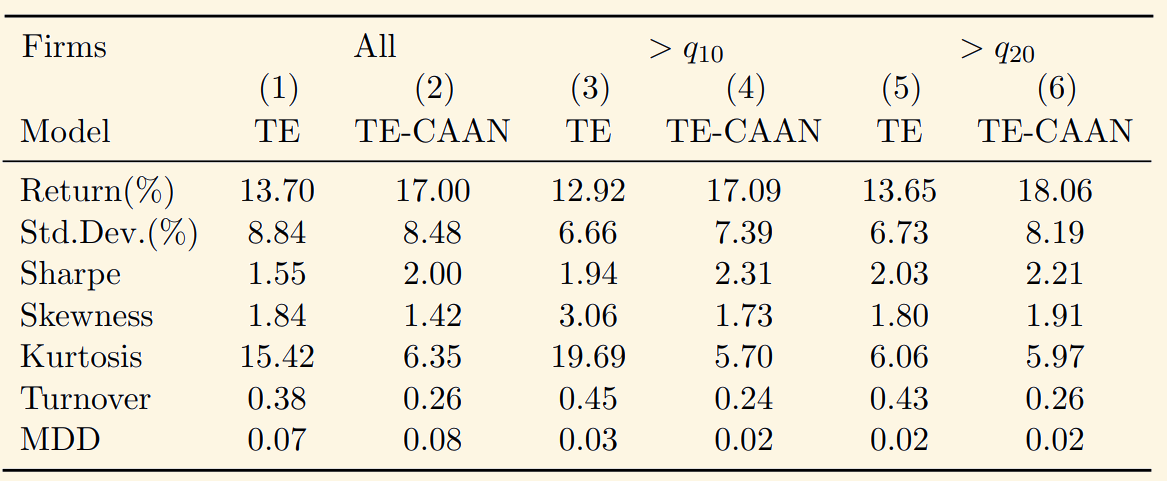 Firms All > q10 > q20
(1) (2) (3) (4) (5) (6)
Model TE TE-CAAN TE TE-CAAN TE TE-CAAN
Return(%) 13.70 17.00 12.92 17.09 13.65 18.06
Std.Dev.(%) 8.84 8.48 6.66 7.39 6.73 8.19
Sharpe 1.55 2.00 1.94 2.31 2.03 2.21
Skewness 1.84 1.42 3.06 1.73 1.80 1.91
Kurtosis 15.42 6.35 19.69 5.70 6.06 5.97
Turnover 0.38 0.26 0.45 0.24 0.43 0.26
MDD 0.07 0.08 0.03 0.02 0.02 0.02